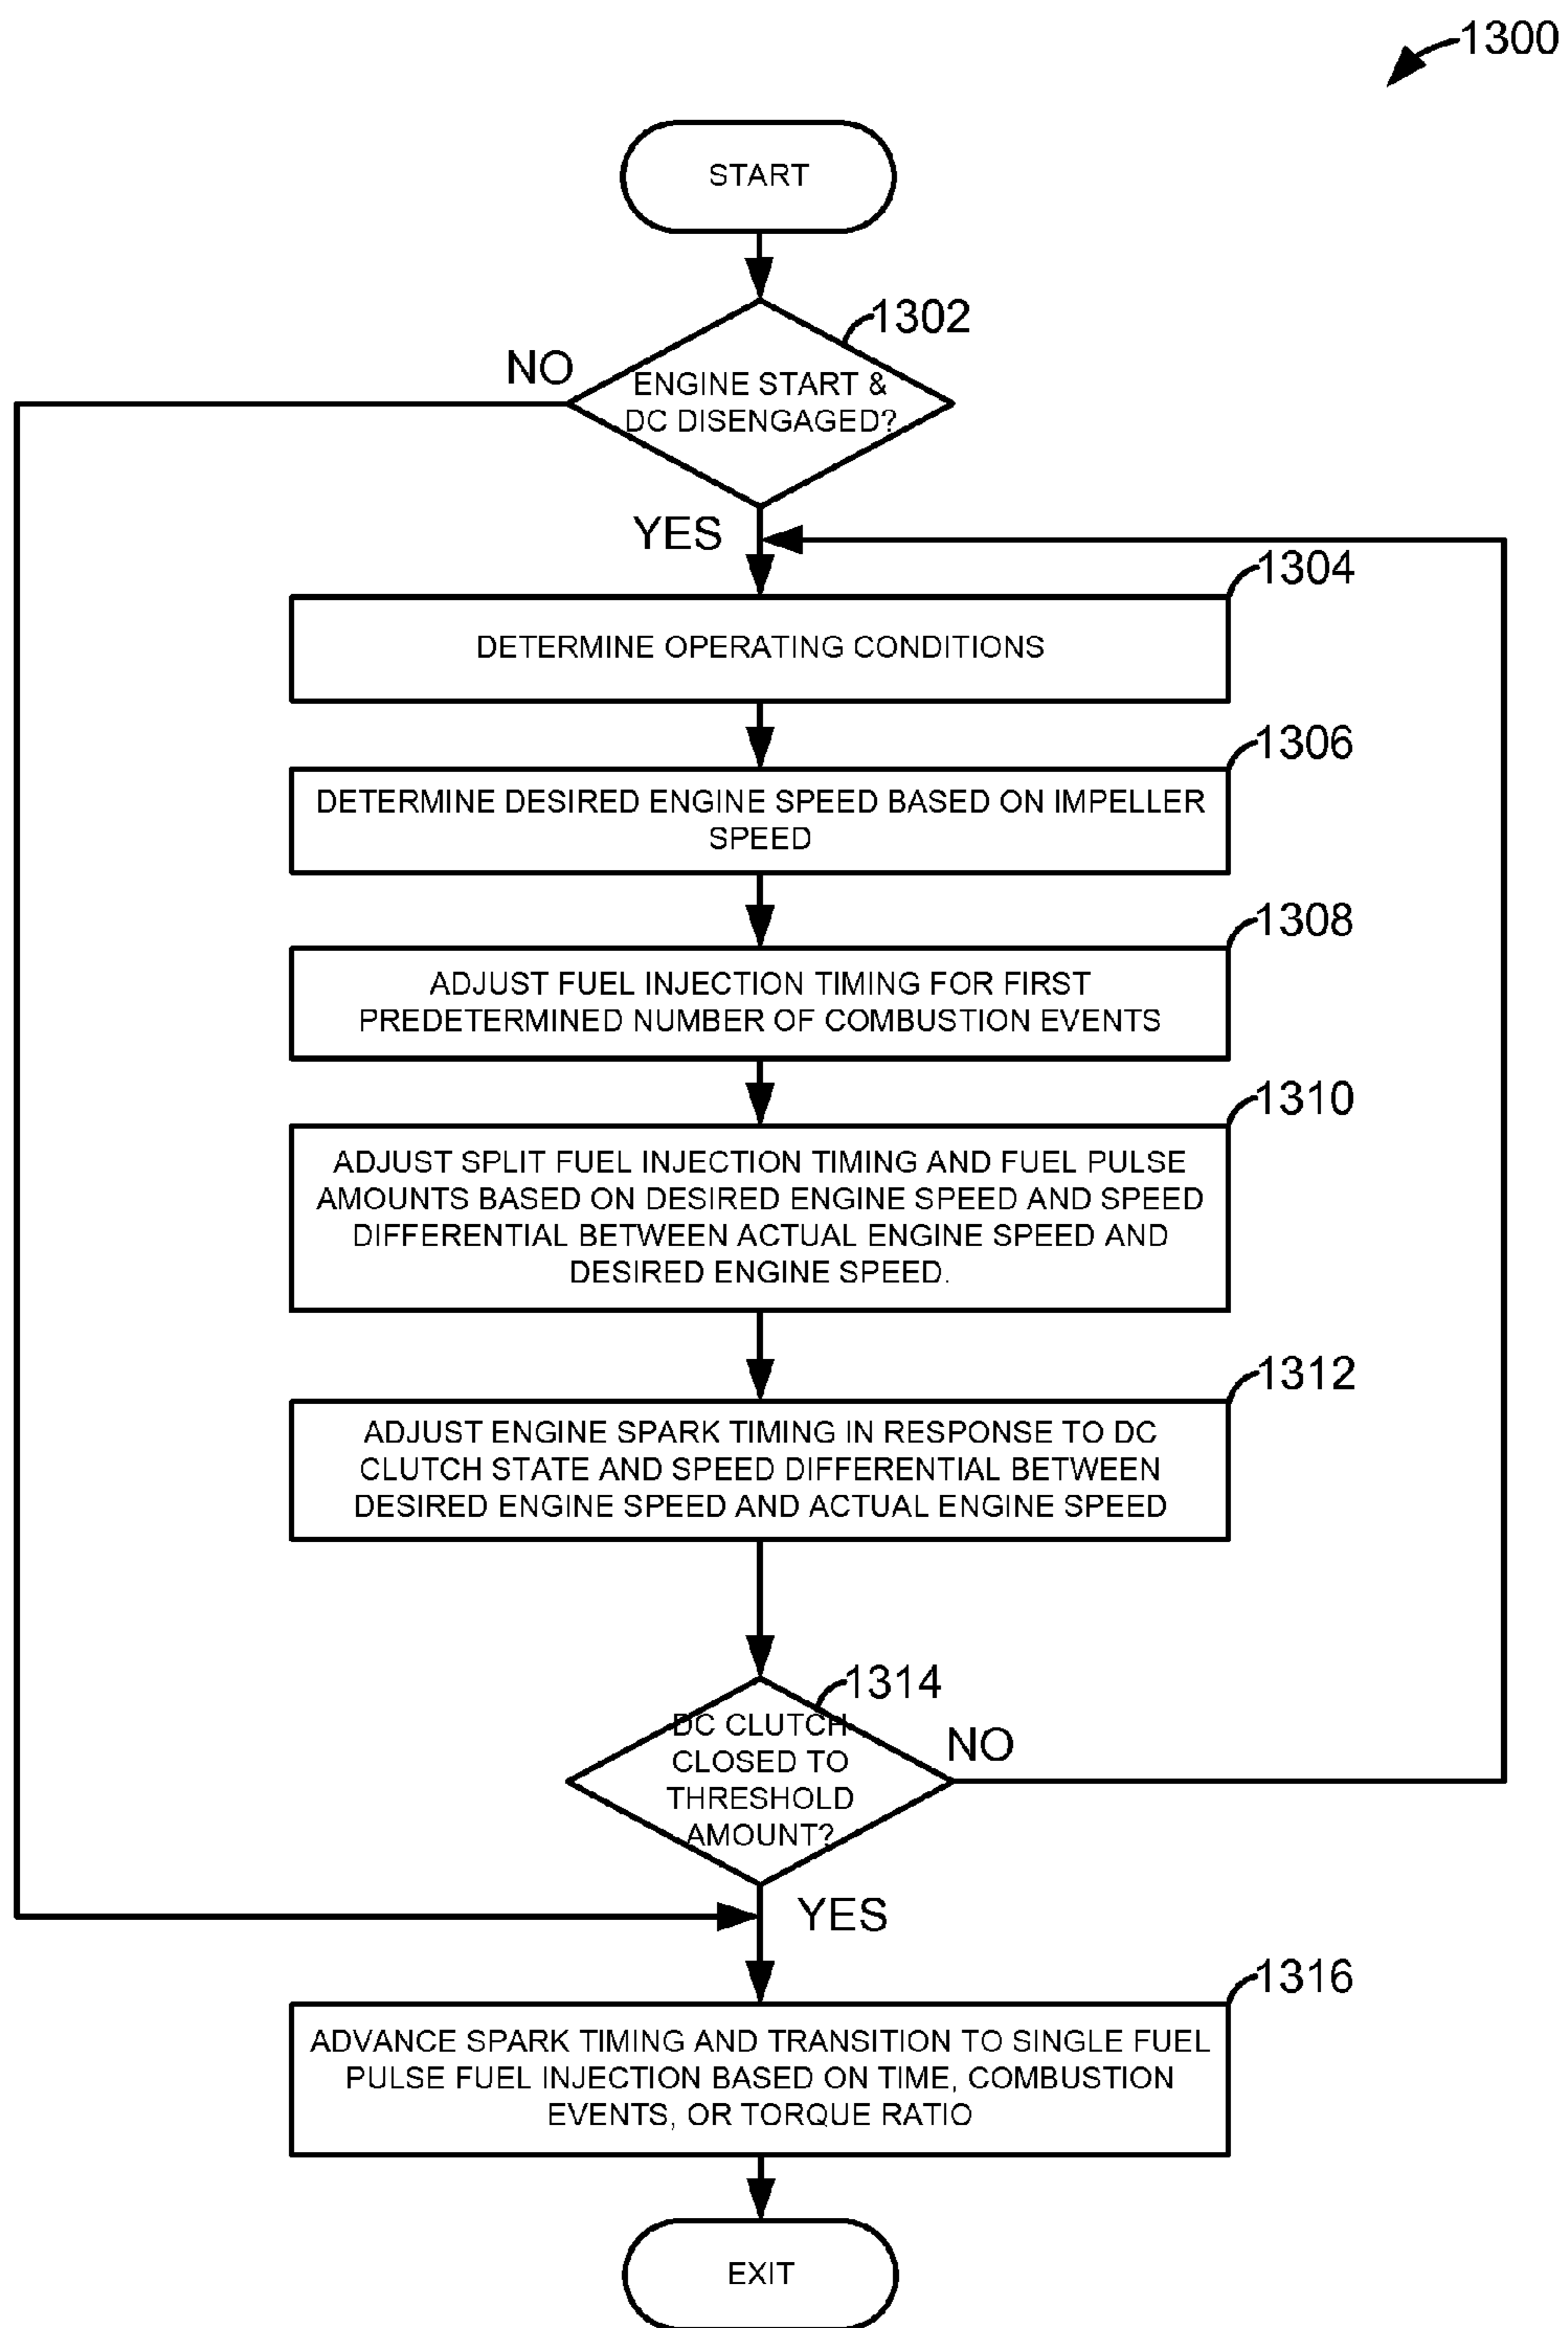 1300
START
1302
NO
ENGINE START &
DC DISENGAGED?
YES
1304
DETERMINE OPERATING CONDITIONS
1306
DETERMINE DESIRED ENGINE SPEED BASED ON IMPELLER
SPEED
1308
ADJUST FUEL INJECTION TIMING FOR FIRST
PREDETERMINED NUMBER OF COMBUSTION EVENTS
1310
ADJUST SPLIT FUEL INJECTION TIMING AND FUEL PULSE
AMOUNTS BASED ON DESIRED ENGINE SPEED AND SPEED
DIFFERENTIAL BETWEEN ACTUAL ENGINE SPEED AND
DESIRED ENGINE SPEED.
1312
ADJUST ENGINE SPARK TIMING IN RESPONSE TO DC
CLUTCH STATE AND SPEED DIFFERENTIAL BETWEEN
DESIRED ENGINE SPEED AND ACTUAL ENGINE SPEED
1314
DC CLUTCH
CLOSED TO
THRESHOLD
AMOUNT?
NO
YES
1316
ADVANCE SPARK TIMING AND TRANSITION TO SINGLE FUEL
PULSE FUEL INJECTION BASED ON TIME, COMBUSTION
EVENTS, OR TORQUE RATIO
EXIT